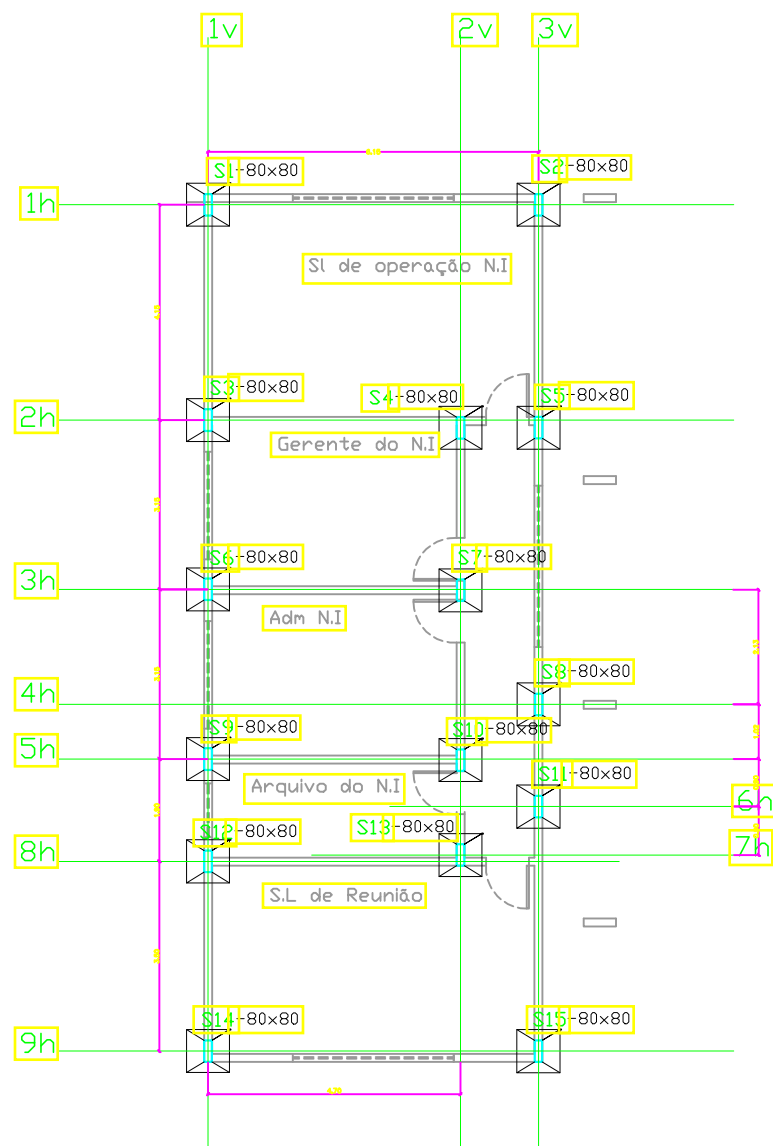 1v 2v 3v
S1-80x80 S2-80x80
1h
Sl de operação N.I
S3-80x80 S4-80x80 S5-80x80
2h
Gerente do N.I
S6-80x80 S7-80x80
3h
Adm N.I
S8-80x80
4h
S9-80x80 S10-80x80
5h
S11-80x80
Arquivo do N.I
6h
S12-80x80 S13-80x80
7h
8h
S.L de Reunião
S14-80x80 S15-80x80
9h